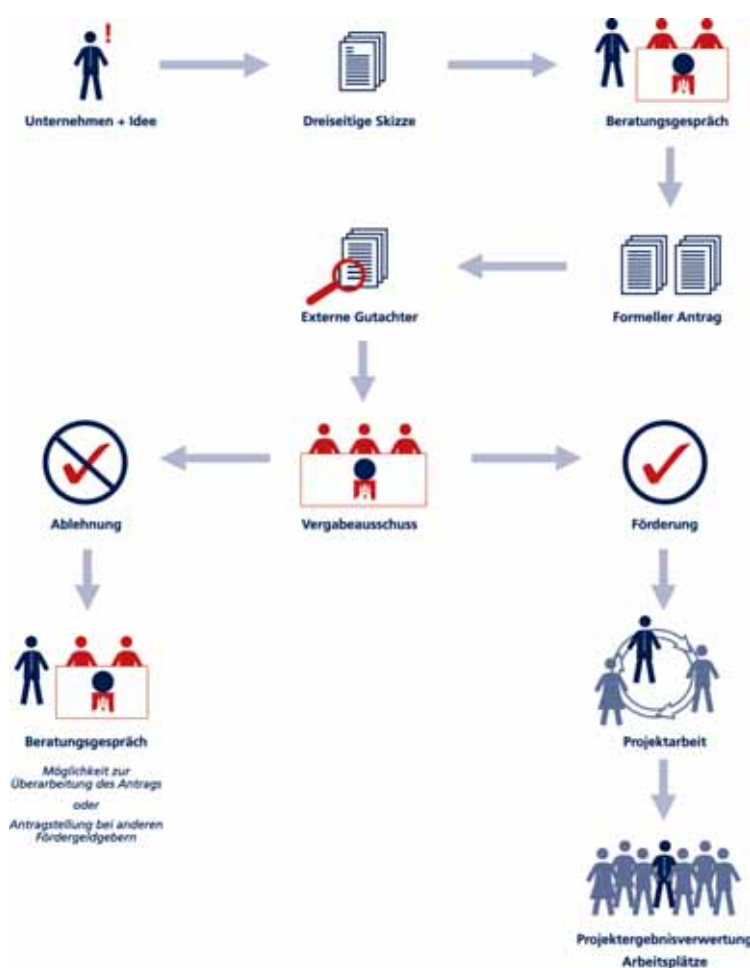 !
Unternehmen + Idee
Dreiseitige Skizze
Beratungsgespräch
Externe Gutachter
Formeller Antrag
Ablehnung
Vergabeausschuss
Förderung
Beratungsgespräch
Möglichkeit zur
Überarbeitung des Antrags
oder
Antragstellung bei anderen
Fördergeldgebern
Projektarbeit
Projektergebnisverwertung
Arbeitsplätze